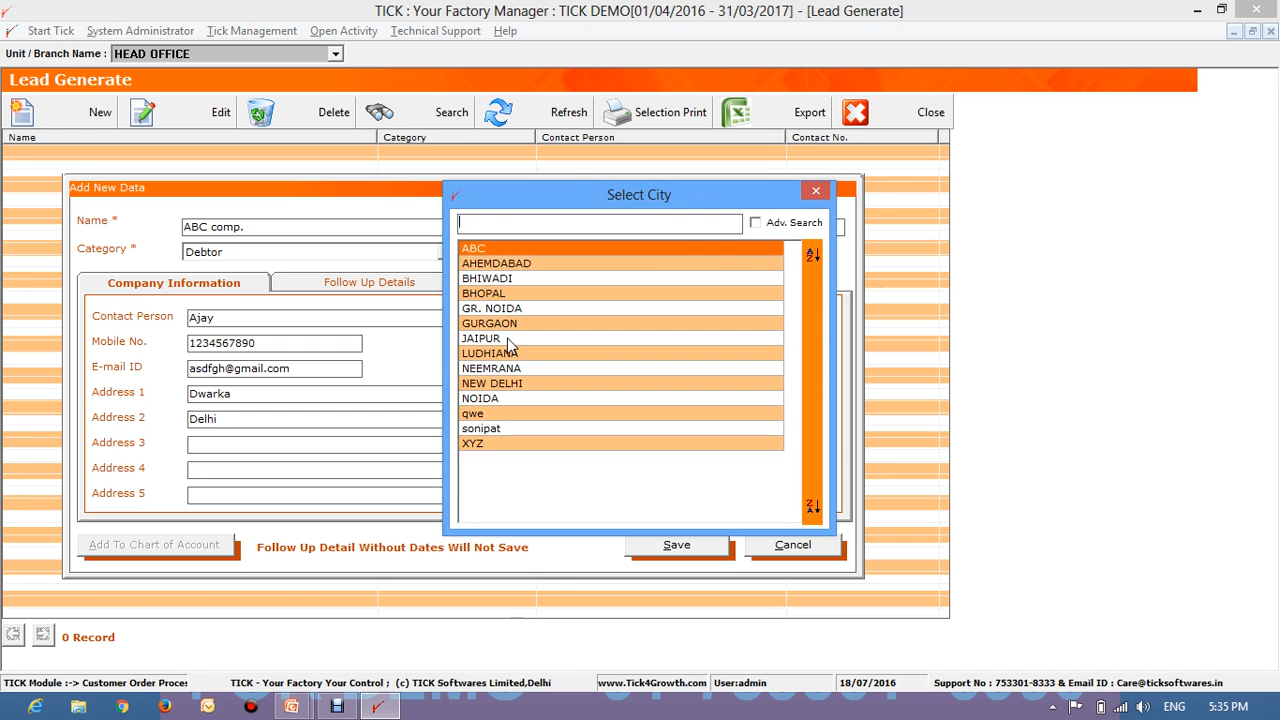 TICK : Your Factory Manager : TICK DEMO[01/04/2016 - 31/03/2017] - [Lead Generate]
Start Tick System Administrator Tick Management Open Activity Technical Support Help
Unit / Branch Name : HEAD OFFICE
Lead Generate
New Edit Delete Search Refresh Selection Print Export Close
Name Category Contact Person Contact No.
Add New Data
Name * ABC comp.
Category * Debtor
Company Information Follow Up Details
Contact Person Ajay
Mobile No. 1234567890
E-mail ID asdfgh@gmail.com
Address 1 Dwarka
Address 2 Delhi
Address 3
Address 4
Address 5
Select City
Adv. Search
ABC
AHEMDABAD
BHIWADI
BHOPAL
GR. NOIDA
GURGAON
JAIPUR
LUDHIANA
NEEMRANA
NEW DELHI
NOIDA
qwe
sonipat
XYZ
Add To Chart of Account Follow Up Detail Without Dates Will Not Save Save Cancel
0 Record
TICK Module :-> Customer Order Proces TICK - Your Factory Your Control ; (c) TICK Softwares Limited,Delhi www.Tick4Growth.com User:admin 18/07/2016 Support No : 753301-8333 & Email ID : Care@ticksoftwares.in
ENG 5:35 PM